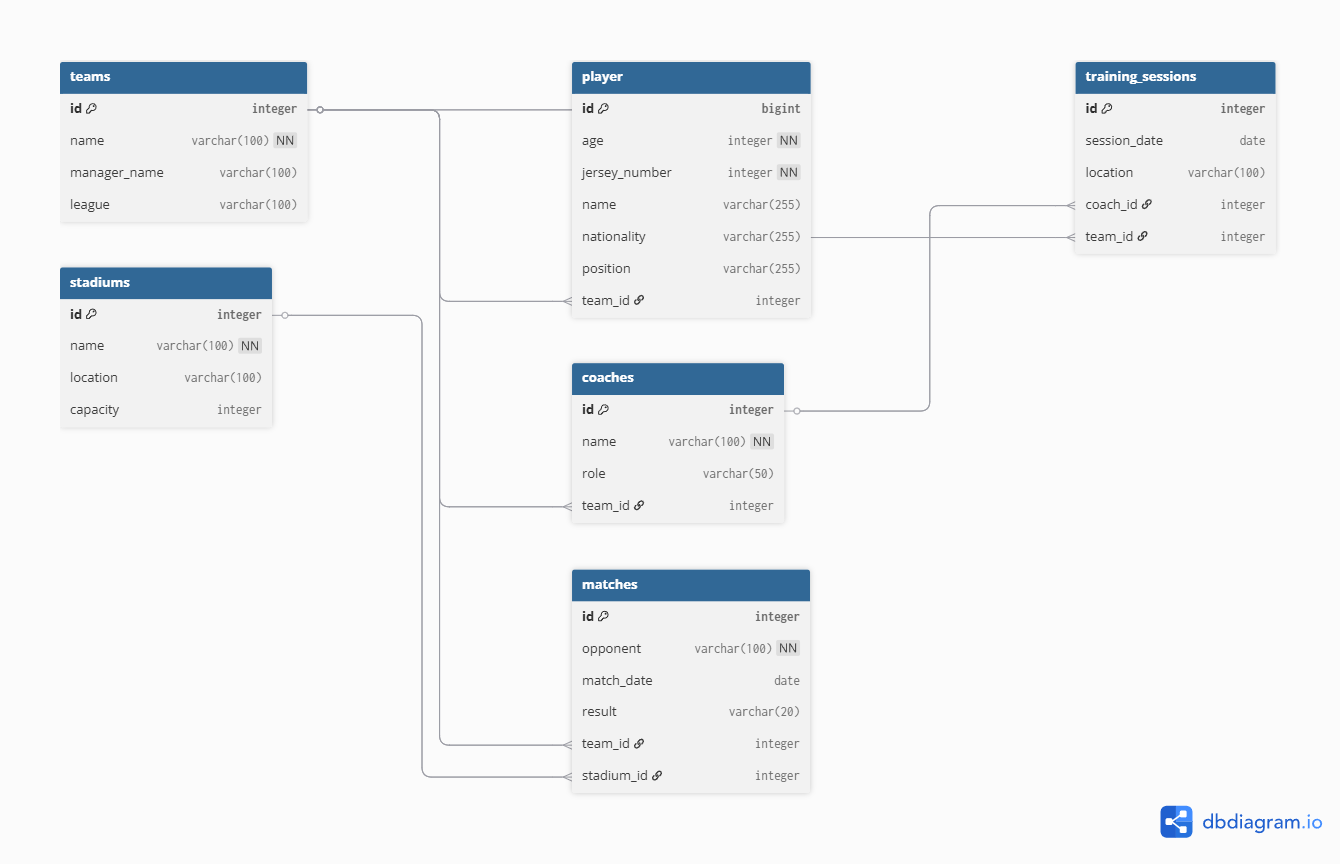 teams
id integer
name varchar(100) NN
manager_name varchar(100)
league varchar(100)
stadiums
id integer
name varchar(100) NN
location varchar(100)
capacity integer
player
id bigint
age integer NN
jersey_number integer NN
name varchar(255)
nationality varchar(255)
position varchar(255)
team_id integer
coaches
id integer
name varchar(100) NN
role varchar(50)
team_id integer
matches
id integer
opponent varchar(100) NN
match_date date
result varchar(20)
team_id integer
stadium_id integer
training_sessions
id integer
session_date date
location varchar(100)
coach_id integer
team_id integer
dbdiagram.io